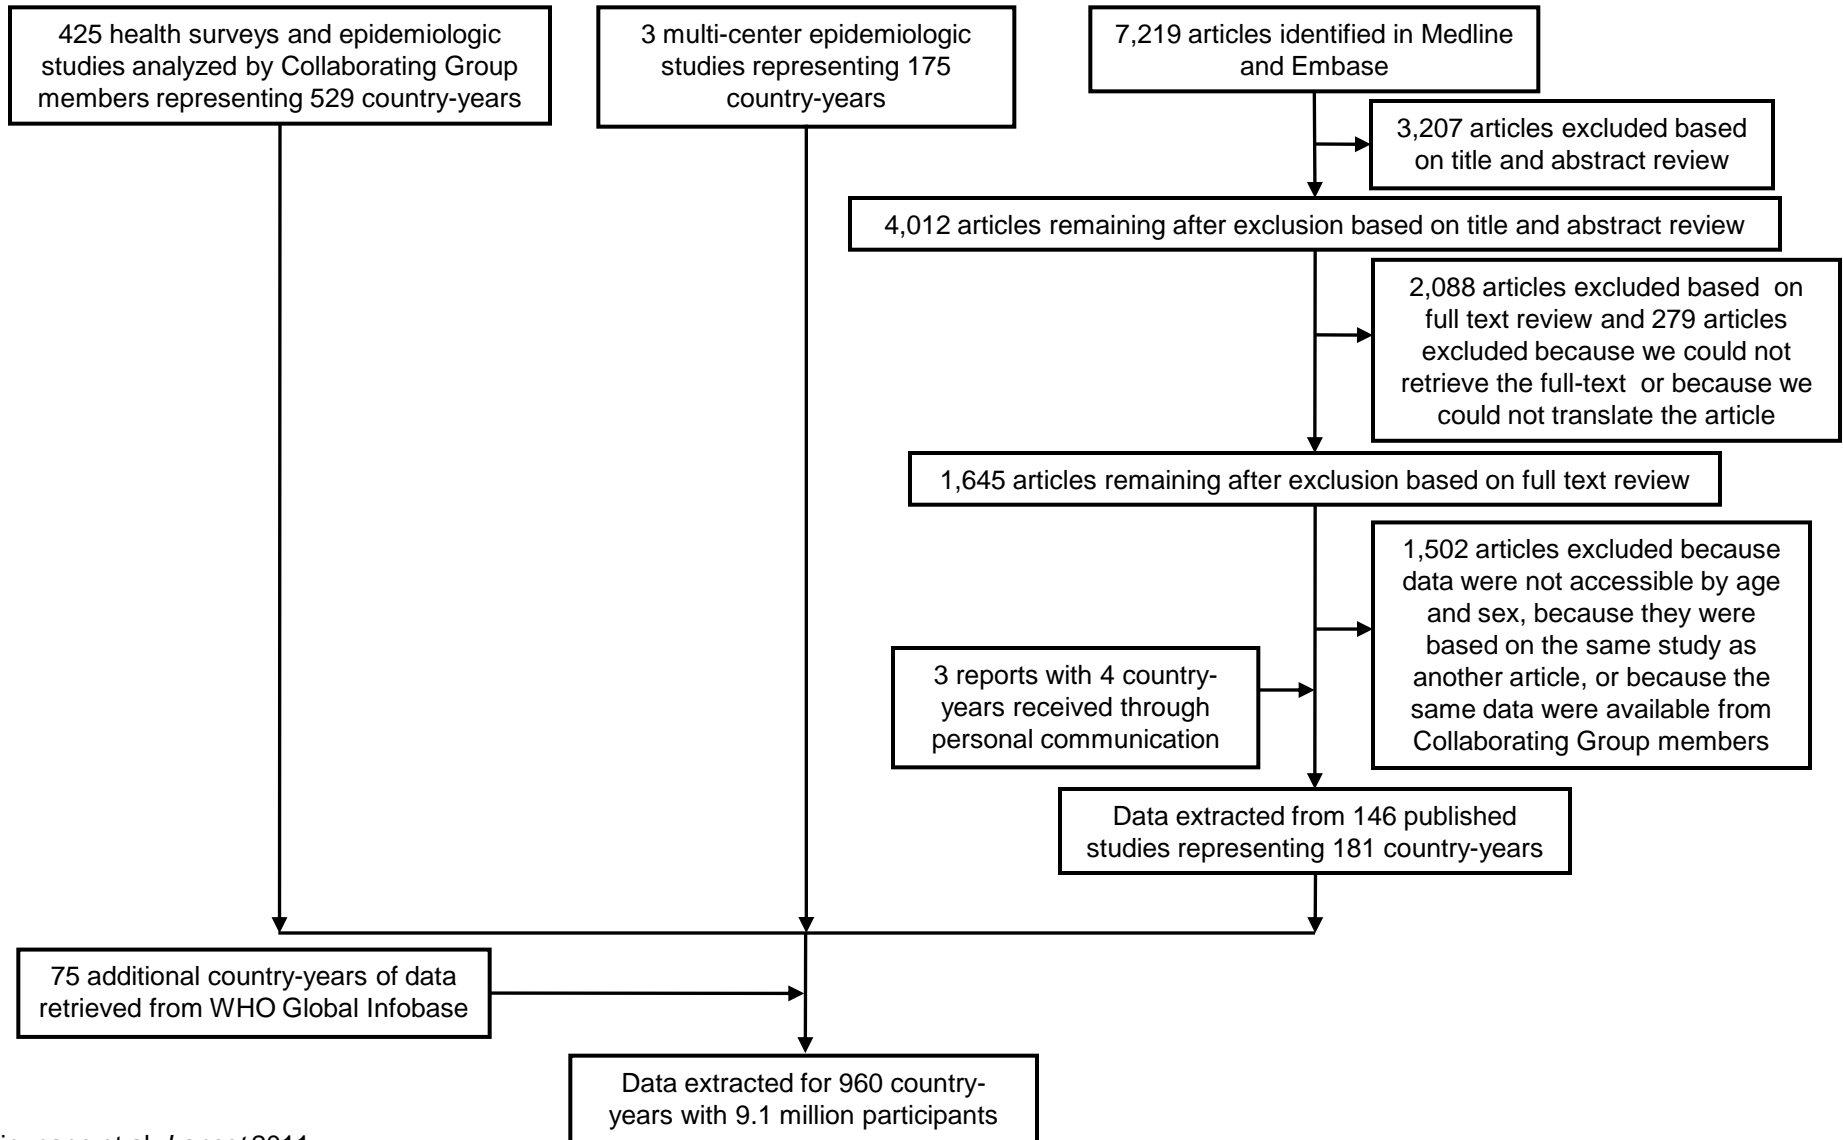 425 health surveys and epidemiologic
studies analyzed by Collaborating Group
members representing 529 country-years
3 multi-center epidemiologic
studies representing 175
country-years
7,219 articles identified in Medline
and Embase
3,207 articles excluded based
on title and abstract review
4,012 articles remaining after exclusion based on title and abstract review
2,088 articles excluded based on
full text review and 279 articles
excluded because we could not
retrieve the full-text or because we
could not translate the article
1,645 articles remaining after exclusion based on full text review
1,502 articles excluded because
data were not accessible by age
and sex, because they were
based on the same study as
another article, or because the
same data were available from
Collaborating Group members
3 reports with 4 country-
years received through
personal communication
Data extracted from 146 published
studies representing 181 country-years
75 additional country-years of data
retrieved from WHO Global Infobase
Data extracted for 960 country-
years with 9.1 million participants
et al Lancet 2011